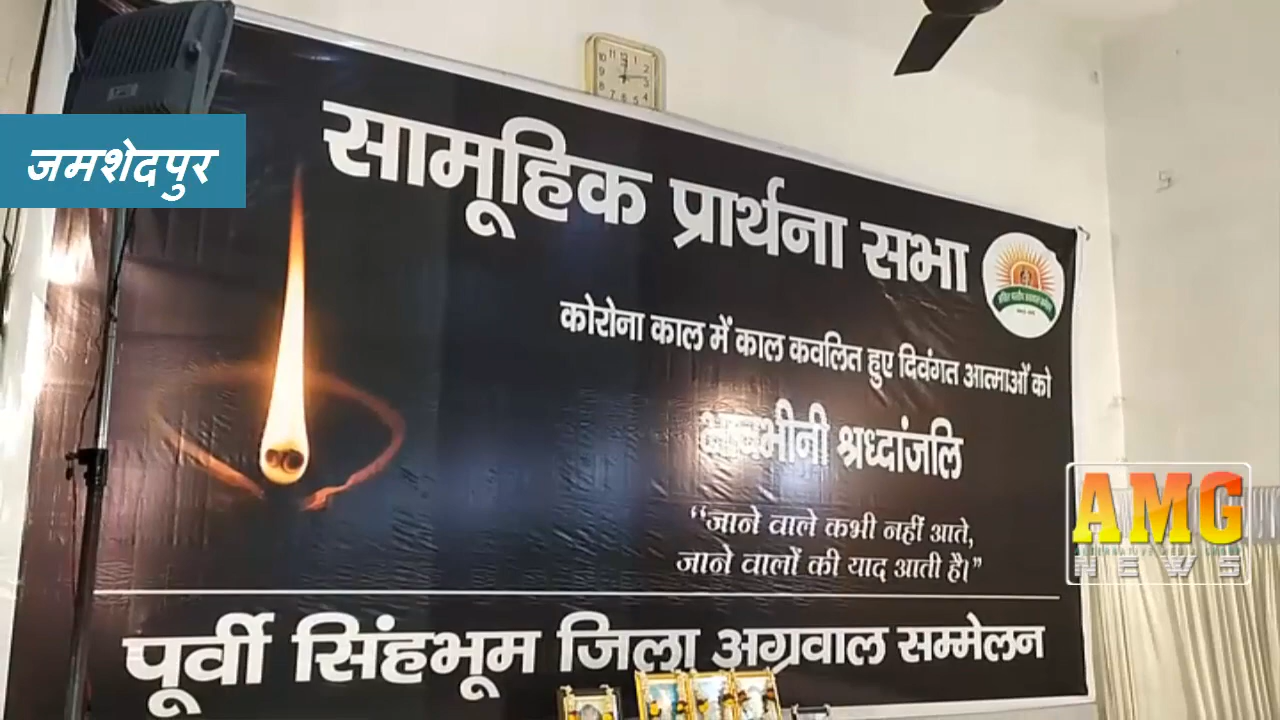 जमशेदपुर
सामूहिक प्रार्थना सभा
कोरोना काल में काल कवलित हुए दिवंगत आत्माओं को
भावभीनी श्रध्दांजलि
“जाने वाले कभी नहीं आते,
जाने वालों की याद आती है।”
पूर्वी सिंहभूम जिला अग्रवाल सम्मेलन
AMG
NEWS